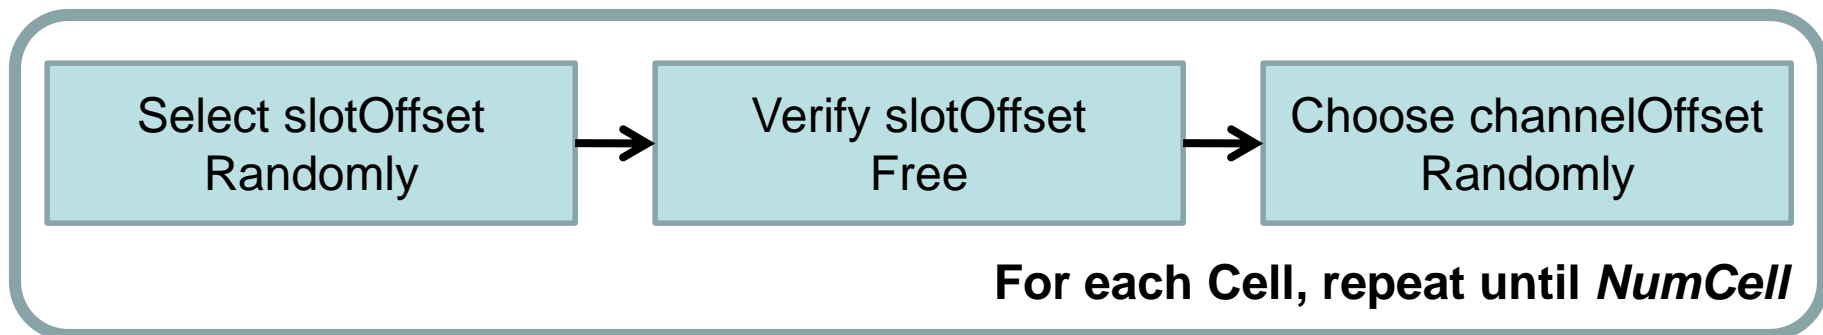 Select slotOffset
Randomly
Verify slotOffset
Free
Choose channelOffset
Randomly
For each Cell, repeat until NumCell